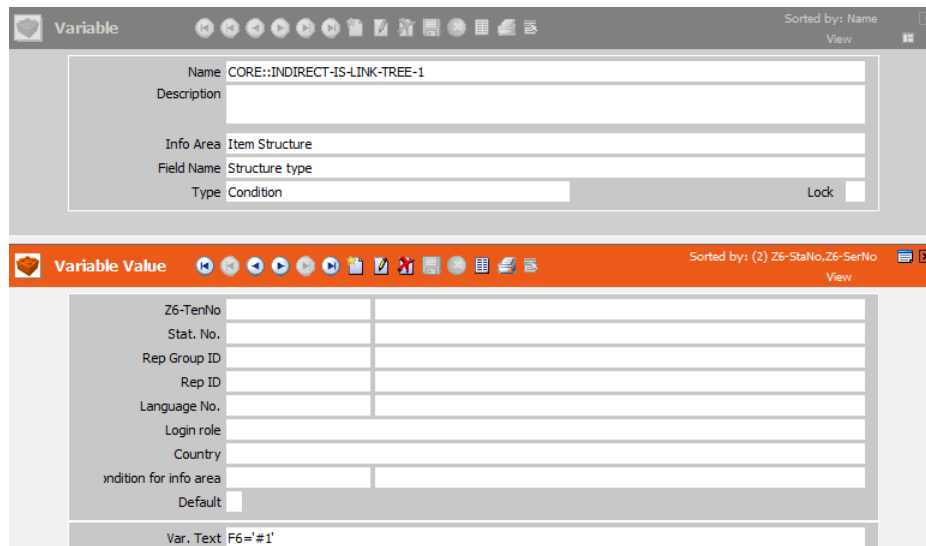 Variable
Sorted by: Name
View
Name CORE::INDIRECT-IS-LINK-TREE-1
Description
Info Area Item Structure
Field Name Structure type
Type Condition Lock
Variable Value
Sorted by: (2) Z6-StaNo,Z6-SerNo
View
Z6-TenNo
Stat. No.
Rep Group ID
Rep ID
Language No.
Login role
Country
ondition for info area
Default
Var. Text F6='#1'